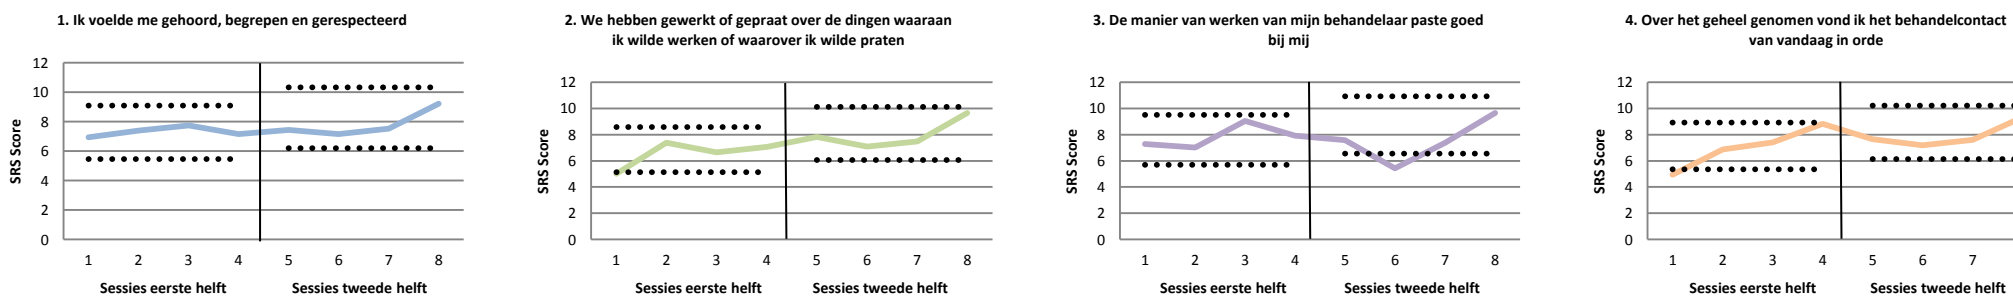 1. Ik voelde me gehoord, begrepen en gerespecteerd
12
10
8
6
4
2
0
SRS Score
1 2 3 4 5 6 7 8
Sessies eerste helft Sessies tweede helft
2. We hebben gewerkt of gepraat over de dingen waaraan
ik wilde werken of waarover ik wilde praten
12
10
8
6
4
2
0
SRS Score
1 2 3 4 5 6 7 8
Sessies eerste helft Sessies tweede helft
3. De manier van werken van mijn behandelaar paste goed
bij mij
12
10
8
6
4
2
0
SRS Score
1 2 3 4 5 6 7 8
Sessies eerste helft Sessies tweede helft
4. Over het geheel genomen vond ik het behandelcontact
van vandaag in orde
12
10
8
6
4
2
0
SRS Score
1 2 3 4 5 6 7
Sessies eerste helft Sessies tweede helft